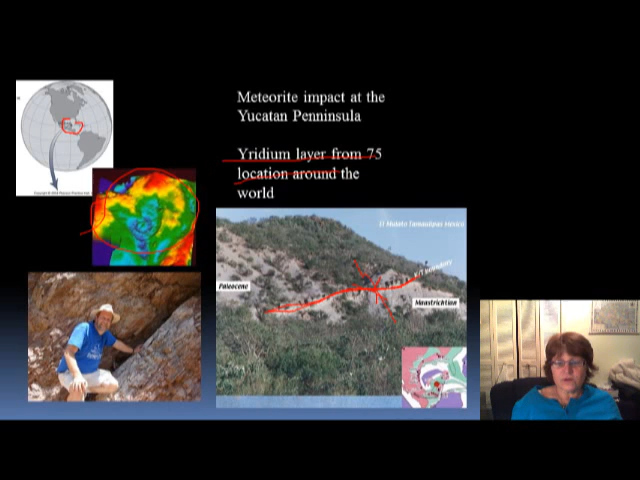 Meteorite impact at the
Yucatan Penninsula
Yridium layer from 75
location around the
world
El Mulato Tamaulipas Mexico
K/T boundary
Paleocene
Maastrichtian